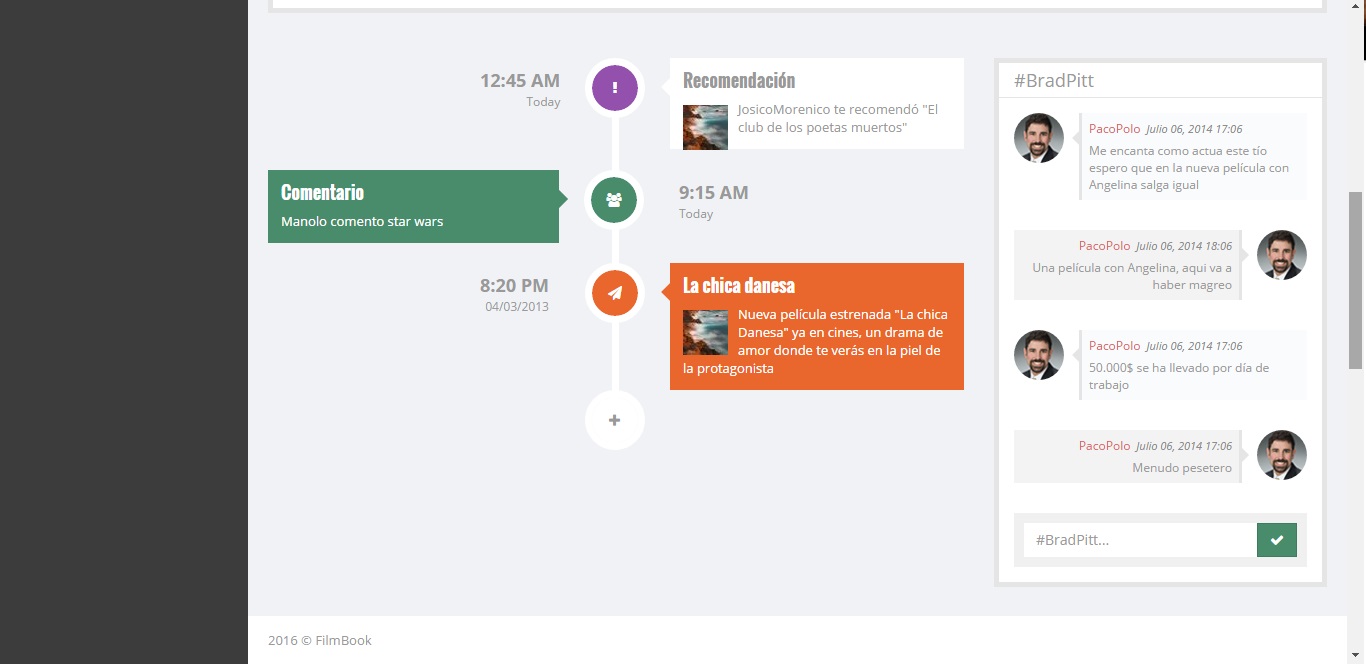 12:45 AM
Today
!
Recomendación
JosicoMorenico te recomendó "El
club de los poetas muertos"
Comentario
Manolo comento star wars
9:15 AM
Today
8:20 PM
04/03/2013
La chica danesa
Nueva película estrenada "La chica
Danesa" ya en cines, un drama de
amor donde te verás en la piel de
la protagonista
#BradPitt
PacoPolo Julio 06, 2014 17:06
Me encanta como actua este tío
espero que en la nueva película con
Angelina salga igual
PacoPolo Julio 06, 2014 18:06
Una película con Angelina, aqui va a
haber magreo
PacoPolo Julio 06, 2014 17:06
50.000$ se ha llevado por día de
trabajo
PacoPolo Julio 06, 2014 17:06
Menudo pesetero
#BradPitt...
2016 © FilmBook